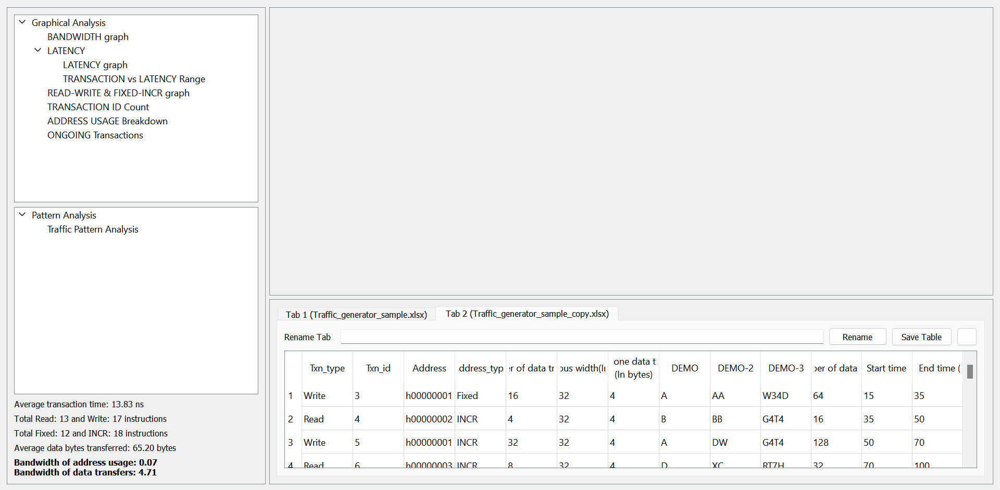 Graphical Analysis
BANDWIDTH graph
LATENCY
LATENCY graph
TRANSACTION vs LATENCY Range
READ-WRITE & FIXED-INCR graph
TRANSACTION ID Count
ADDRESS USAGE Breakdown
ONGOING Transactions
Pattern Analysis
Traffic Pattern Analysis
Average transaction time: 13.83 ns
Total Read: 13 and Write: 17 instructions
Total Fixed: 12 and INCR: 18 instructions
Average data bytes transferred: 65.20 bytes
Bandwidth of address usage: 0.07
Bandwidth of data transfers: 4.71
Tab 1 (Traffic_generator_sample.xlsx) Tab 2 (Traffic_generator_sample_copy.xlsx)
Rename Tab Rename Save Table
Txn_type Txn_id Address ddress_typ er of data tr ous width(Ir one data t (In bytes) DEMO DEMO-2 DEMO-3 ber of data Start time End time (
1 Write 3 h00000001 Fixed 16 32 4 A AA W34D 64 15 35
2 Read 4 h00000002 INCR 4 32 4 B BB G4T4 16 35 50
3 Write 5 h00000001 INCR 32 32 4 A DW G4T4 128 50 70
4 Read 6 h00000003 INCR 8 32 4 D XC RT7H 32 70 100